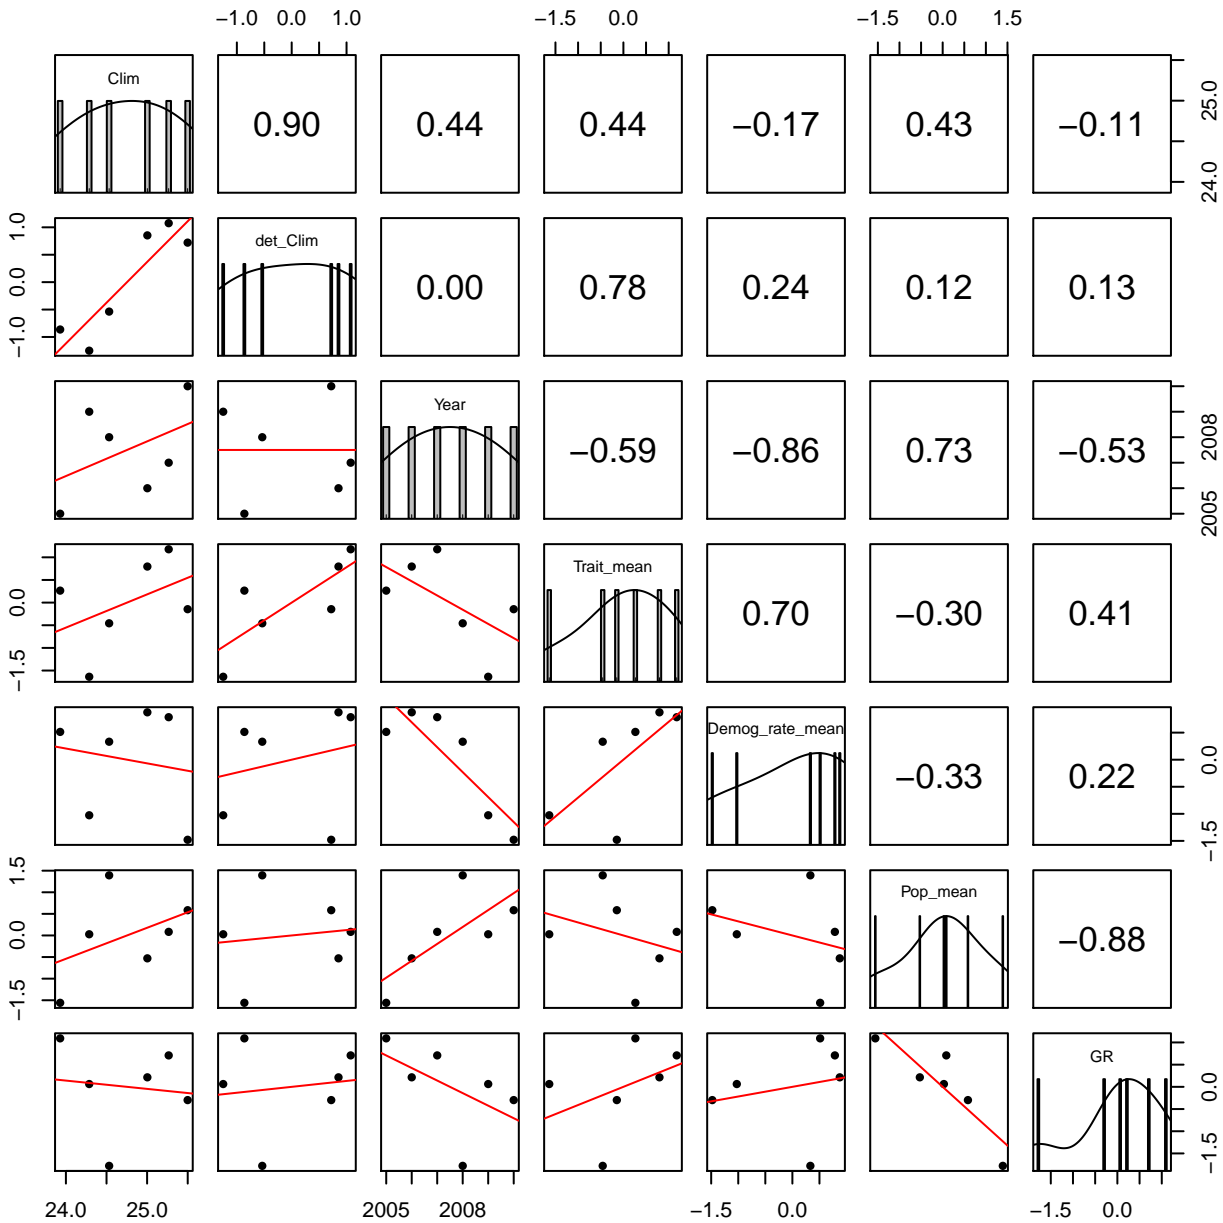 −1.0 0.0 1.0 −1.5 0.0 −1.5 0.0 1.5
Clim 0.90 0.44 0.44 −0.17 0.43 −0.11 24.0 25.0
−1.0 0.0 1.0 det_Clim 0.00 0.78 0.24 0.12 0.13
Year −0.59 −0.86 0.73 −0.53 2005 2008
−1.5 0.0 Trait_mean 0.70 −0.30 0.41
Demog_rate_mean −0.33 0.22 −1.5 0.0
−1.5 0.0 1.5 Pop_mean −0.88
GR −1.5 0.0
24.0 25.0 2005 2008 −1.5 0.0 −1.5 0.0